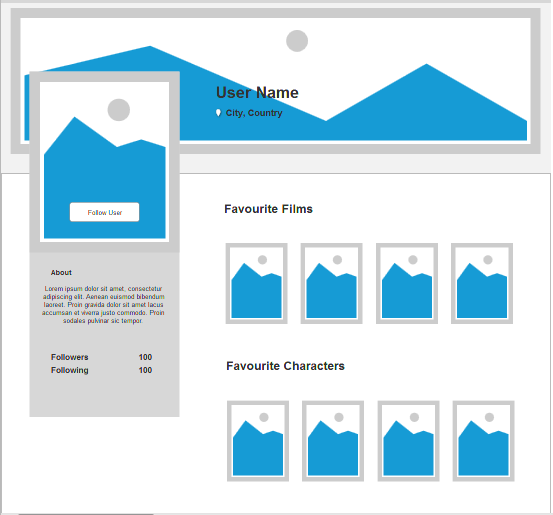 User Name
City, Country
Follow User
Favourite Films
About
Lorem ipsum dolor sit amet, consectetur
adipiscing elit. Aenean euismod bibendum
laoreet. Proin gravida dolor sit amet lacus
accumsan et viverra justo commodo. Proin
sodales pulvinar sic tempor.
Followers 100
Following 100
Favourite Characters